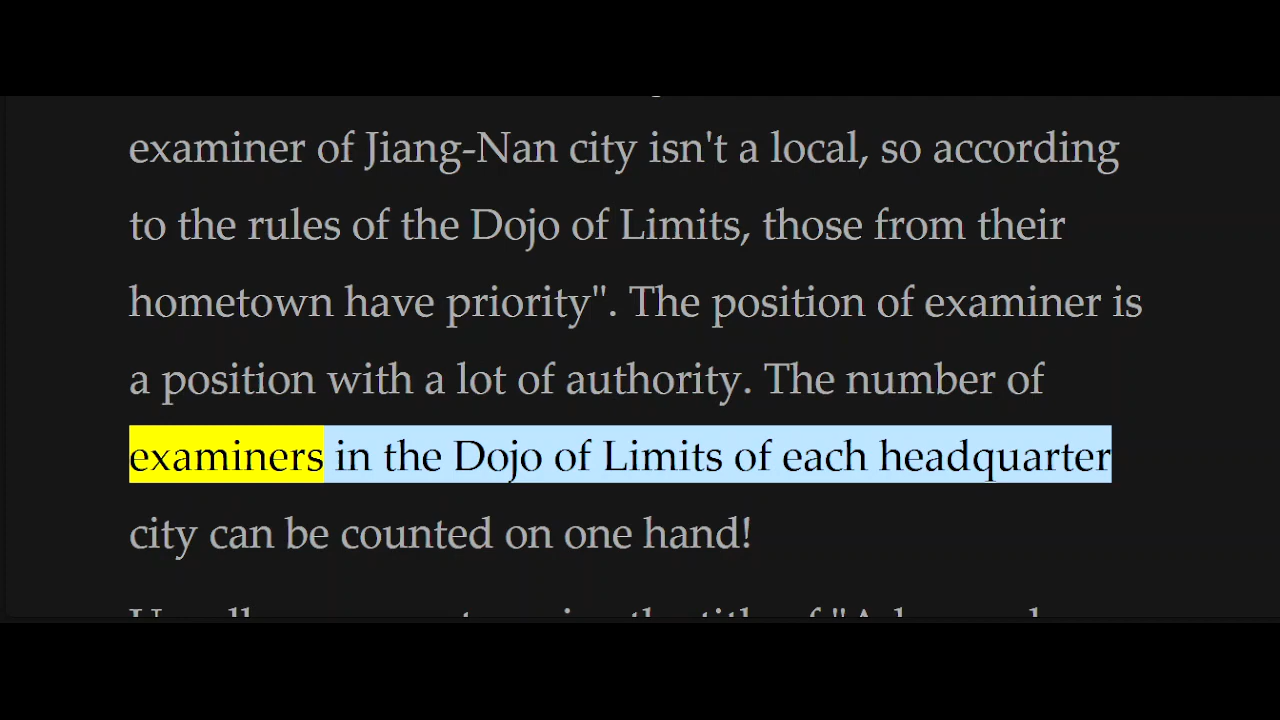 examiner of Jiang-Nan city isn't a local, so according
to the rules of the Dojo of Limits, those from their
hometown have priority". The position of examiner is
a position with a lot of authority. The number of
examiners in the Dojo of Limits of each headquarter
city can be counted on one hand!